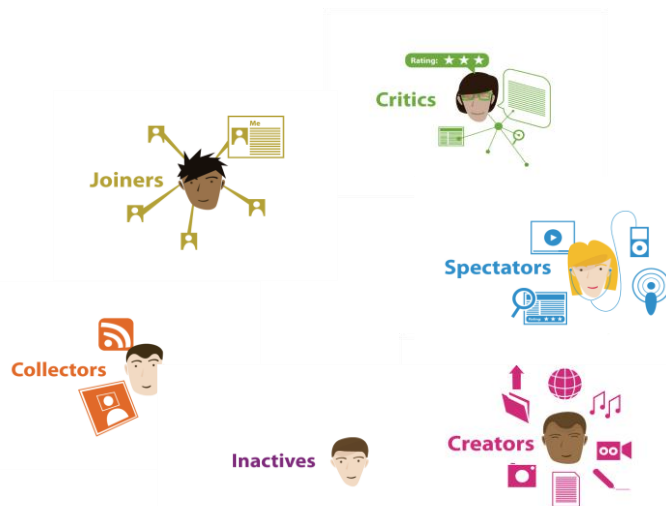 Rating: ★ ★ ★
Critics
Me
Joiners
Spectators
Collectors
Creators
Inactives